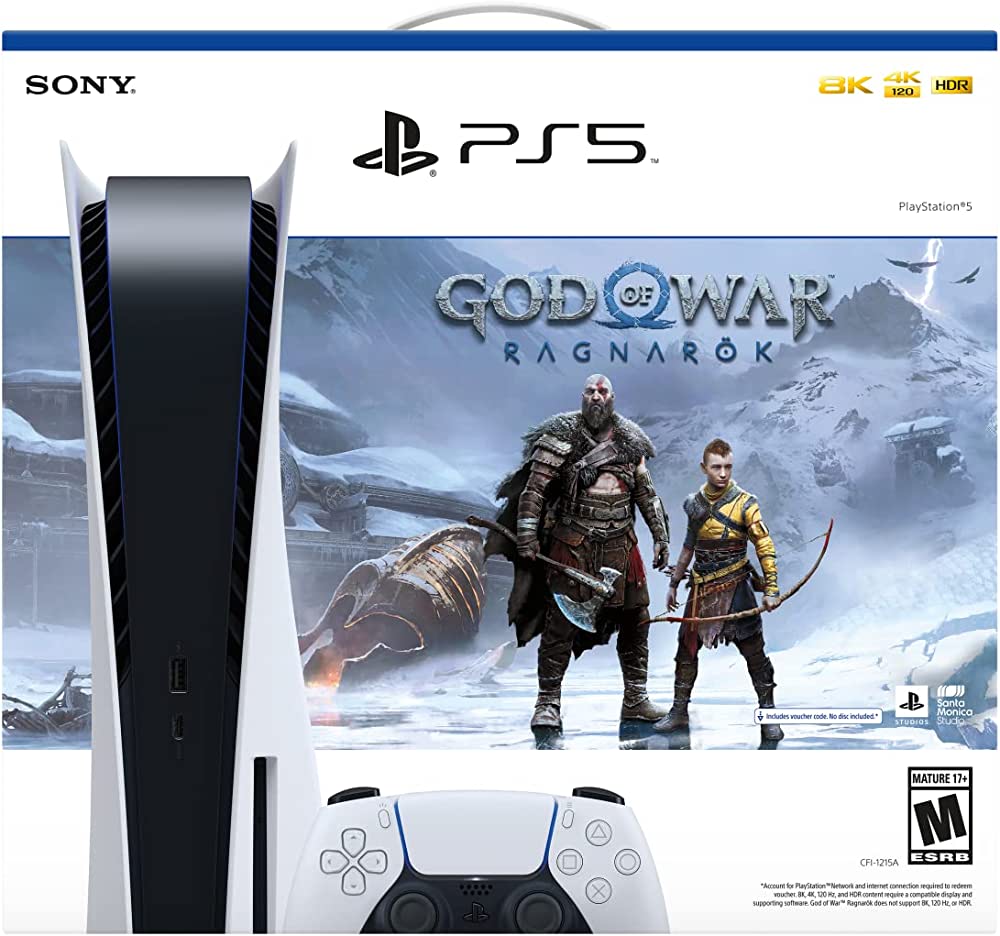 SONY®
8K 4K 120 HDR
PS5™
PlayStation®5
GOD OF WAR™
RAGNARÖK
Includes voucher code. No disc included.*
STUDIOS
Santa
Monica
Studio
MATURE 17+
M
ESRB
CFI-1215A
*Account for PlayStation™Network and internet connection required to redeem
voucher. 8K, 4K, 120 Hz, and HDR content require a compatible display and
supporting software. God of War™ Ragnarök does not support 8K, 120 Hz, or HDR.